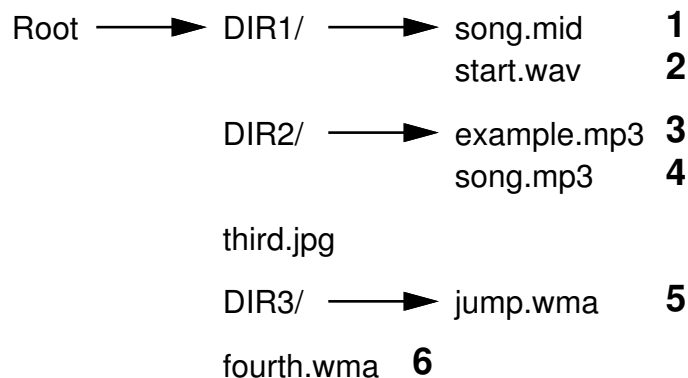 Root DIR1/ song.mid 1
start.wav 2
DIR2/ example.mp3 3
song.mp3 4
third.jpg
DIR3/ jump.wma 5
fourth.wma 6